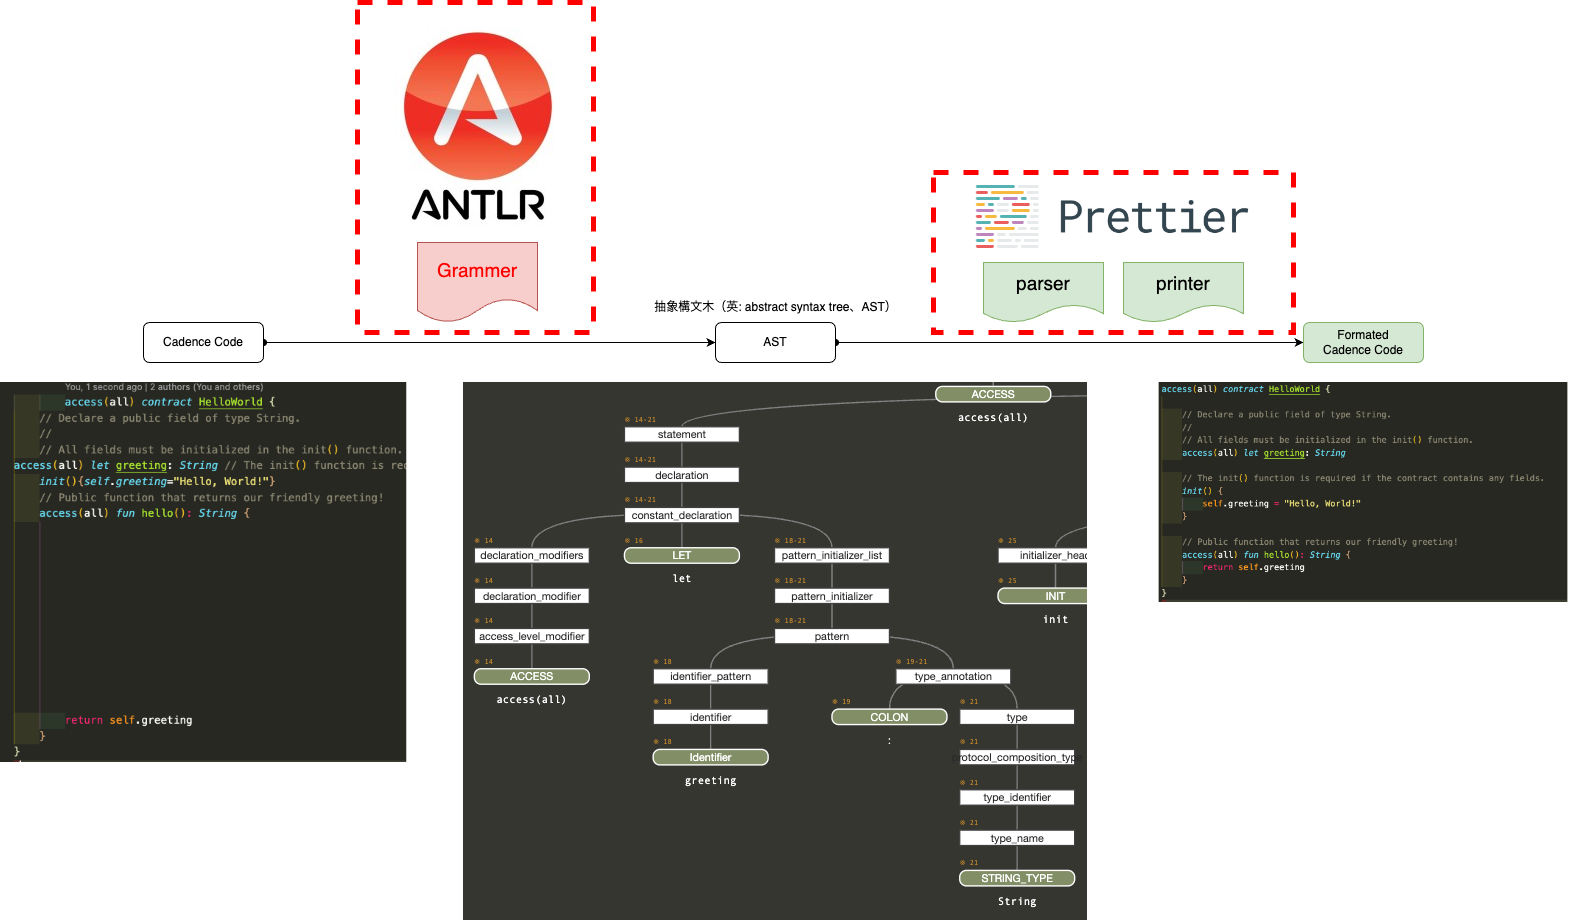 ANTLR
Grammer
Prettier
parser
printer
抽象構文木（英: abstract syntax tree、AST）
Cadence Code
AST
Formated
Cadence Code
You, 1 second ago | 2 authors (You and others)
access(all) contract HelloWorld {
// Declare a public field of type String.
//
// All fields must be initialized in the init() function.
access(all) let greeting: String // The init() function is
init(){self.greeting="Hello, World!"}
// Public function that returns our friendly greeting!
access(all) fun hello(): String {
return self.greeting
}
}
ACCESS
access(all)
※ 14-21
statement
※ 14-21
declaration
※ 14-21
constant_declaration
※ 14
declaration_modifiers
※ 16
LET
let
※ 18-21
pattern_initializer_list
※ 25
※ 14
declaration_modifier
※ 18-21
pattern_initializer
※ 25
INIT
init
※ 14
access_level_modifier
※ 18-21
pattern
※ 14
ACCESS
access(all)
※ 18
identifier_pattern
※ 19-21
type_annotation
※ 18
identifier
※ 19
COLON
:
※ 21
type
※ 18
Identifier
greeting
※ 21
protocol_composition_type
※ 21
type_identifier
※ 21
type_name
※ 21
STRING_TYPE
String
access(all) contract HelloWorld {
// Declare a public field of type String.
//
// All fields must be initialized in the init() function.
access(all) let greeting: String
// The init() function is required if the contract contains any fields.
init() {
self.greeting = "Hello, World!"
}
// Public function that returns our friendly greeting!
access(all) fun hello(): String {
return self.greeting
}
}